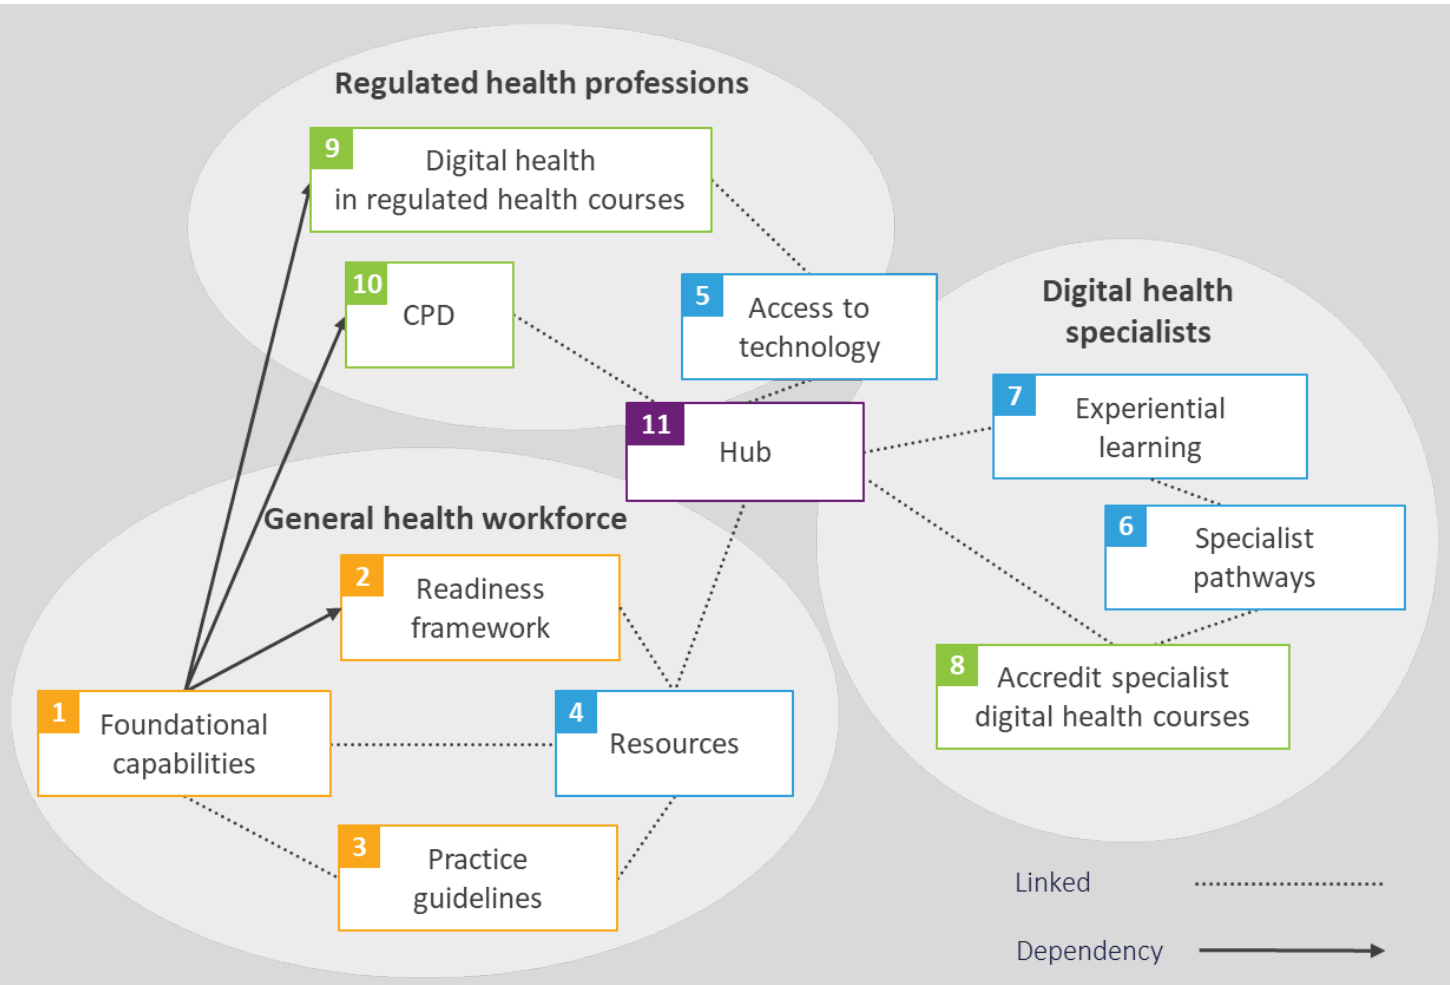 Regulated health professions
9
Digital health
in regulated health courses
10
CPD
5
Access to
technology
Digital health
specialists
7
Experiential
learning
11
Hub
6
Specialist
pathways
8
Accredit specialist
digital health courses
General health workforce
2
Readiness
framework
1
Foundational
capabilities
4
Resources
3
Practice
guidelines
Linked
Dependency